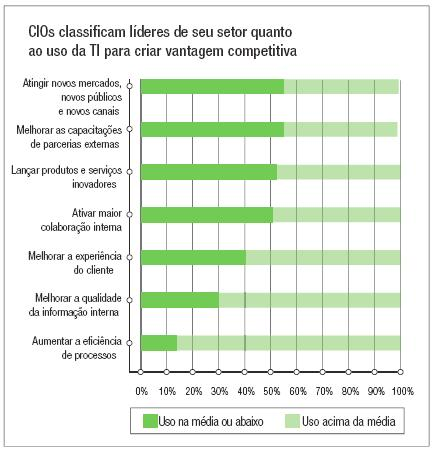 CIOs classificam líderes de seu setor quanto
ao uso da TI para criar vantagem competitiva
Atingir novos mercados,
novos públicos
e novos canais
Melhorar as capacitações
de parcerias externas
Lançar produtos e serviços
inovadores
Ativar maior
colaboração interna
Melhorar a experiência
do cliente
Melhorar a qualidade
da informação interna
Aumentar a eficiência
de processos
0% 10% 20% 30% 40% 50% 60% 70% 80% 90% 100%
Uso na média ou abaixo Uso acima da média